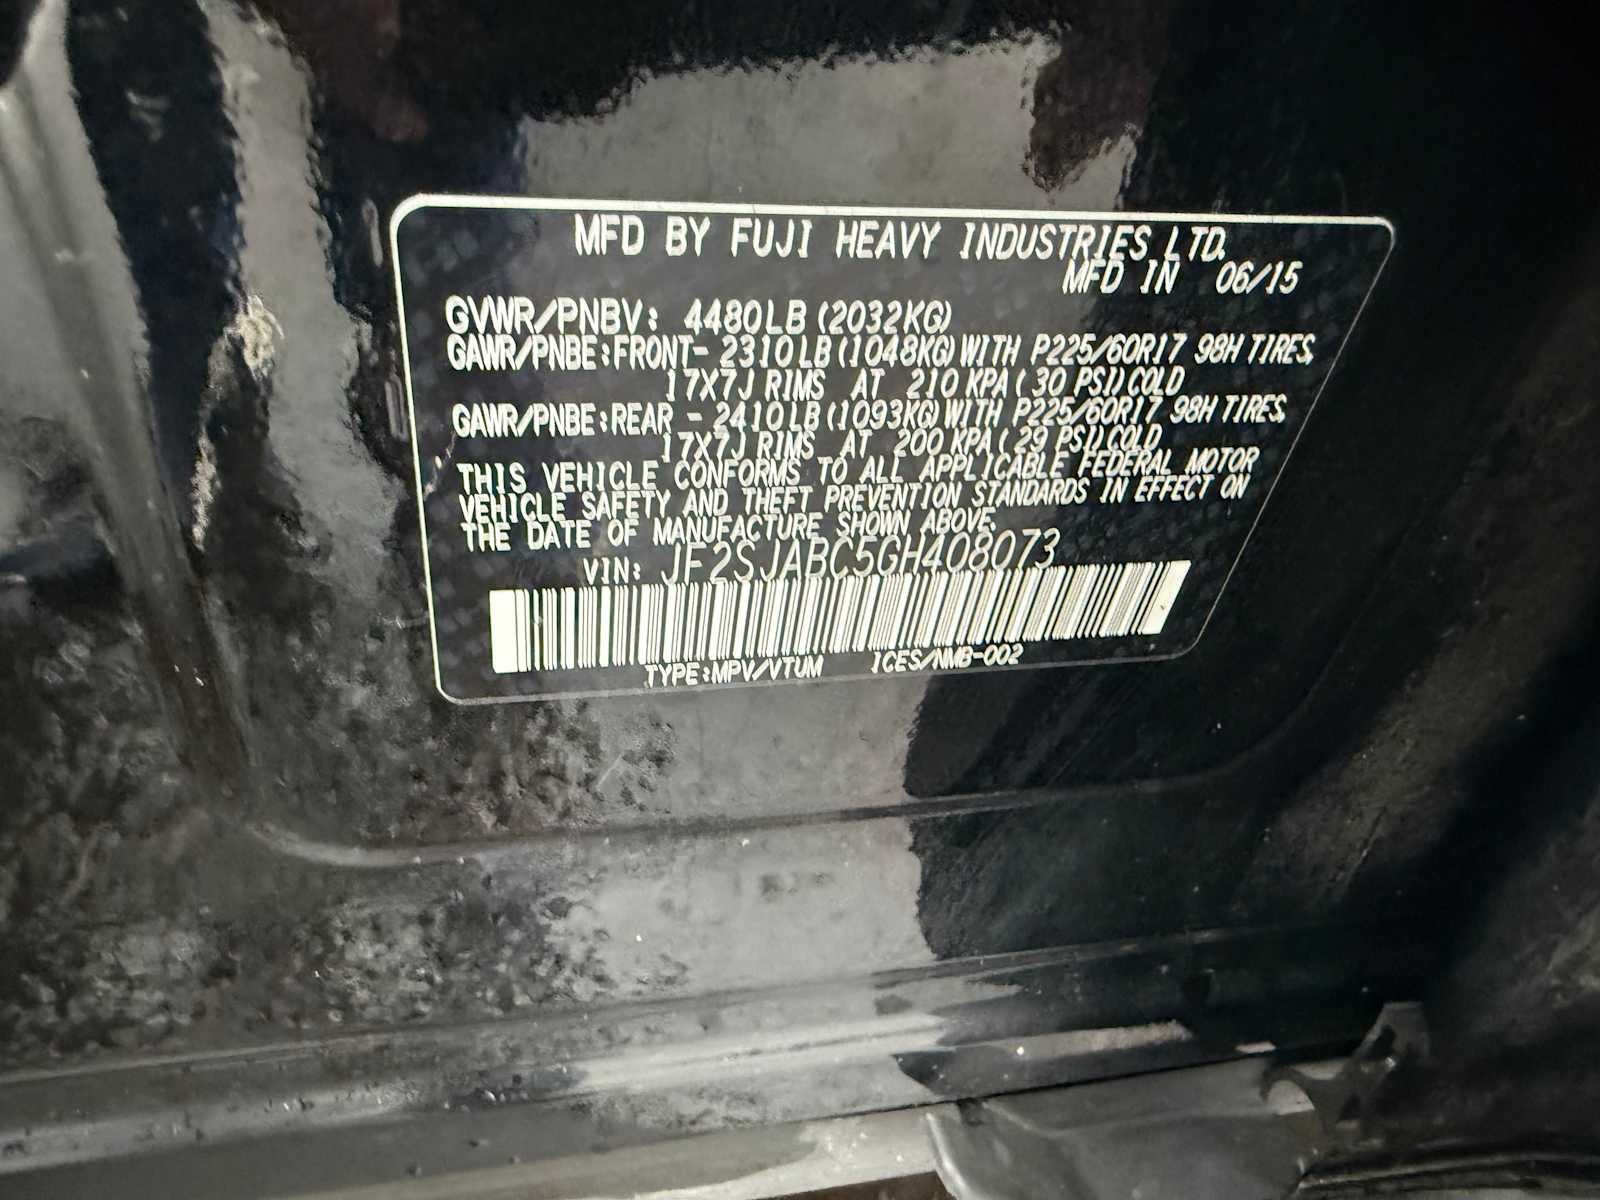 MFD BY FUJI HEAVY INDUSTRIES LTD.
MFD IN 06/15
GVWR/PNBV: 4480LB (2032KG)
GAWR/PNBE:FRONT- 2310LB (1048KG) WITH P225/60R17 98H TIRES,
17X7J RIMS AT 210 KPA ( 30 PSI) COLD
GAWR/PNBE:REAR - 2410LB (1093KG) WITH P225/60R17 98H TIRES,
17X7J RIMS AT 200 KPA ( 29 PSI) COLD
THIS VEHICLE CONFORMS TO ALL APPLICABLE FEDERAL MOTOR
VEHICLE SAFETY AND THEFT PREVENTION STANDARDS IN EFFECT ON
THE DATE OF MANUFACTURE SHOWN ABOVE.
VIN: JF2SJABC5GH408073
TYPE:MPV/VTUM ICES/NMB-002